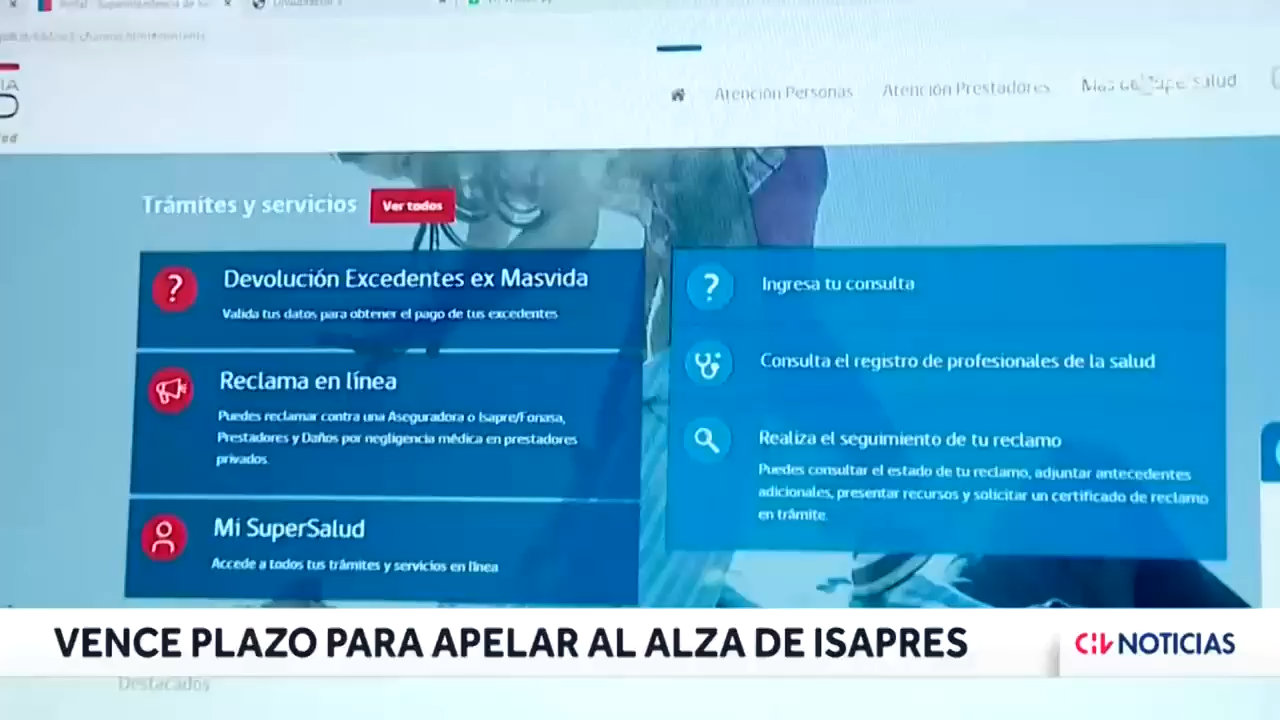 Atención Personas
Atención Prestadores
Trámites y servicios
Ver todos
Devolución Excedentes ex Masvida
Valida tus datos para obtener el pago de tus excedentes
Reclama en línea
Puedes reclamar contra una Aseguradora o Isapre/Fonasa,
Prestadores y Daños por negligencia médica en prestadores
privados.
Mi SuperSalud
Accede a todos tus trámites y servicios en línea
Ingresa tu consulta
Consulta el registro de profesionales de la salud
Realiza el seguimiento de tu reclamo
Puedes consultar el estado de tu reclamo, adjuntar antecedentes
adicionales, presentar recursos y solicitar un certificado de reclamo
en trámite.
VENCE PLAZO PARA APELAR AL ALZA DE ISAPRES
CHV NOTICIAS
Destacados